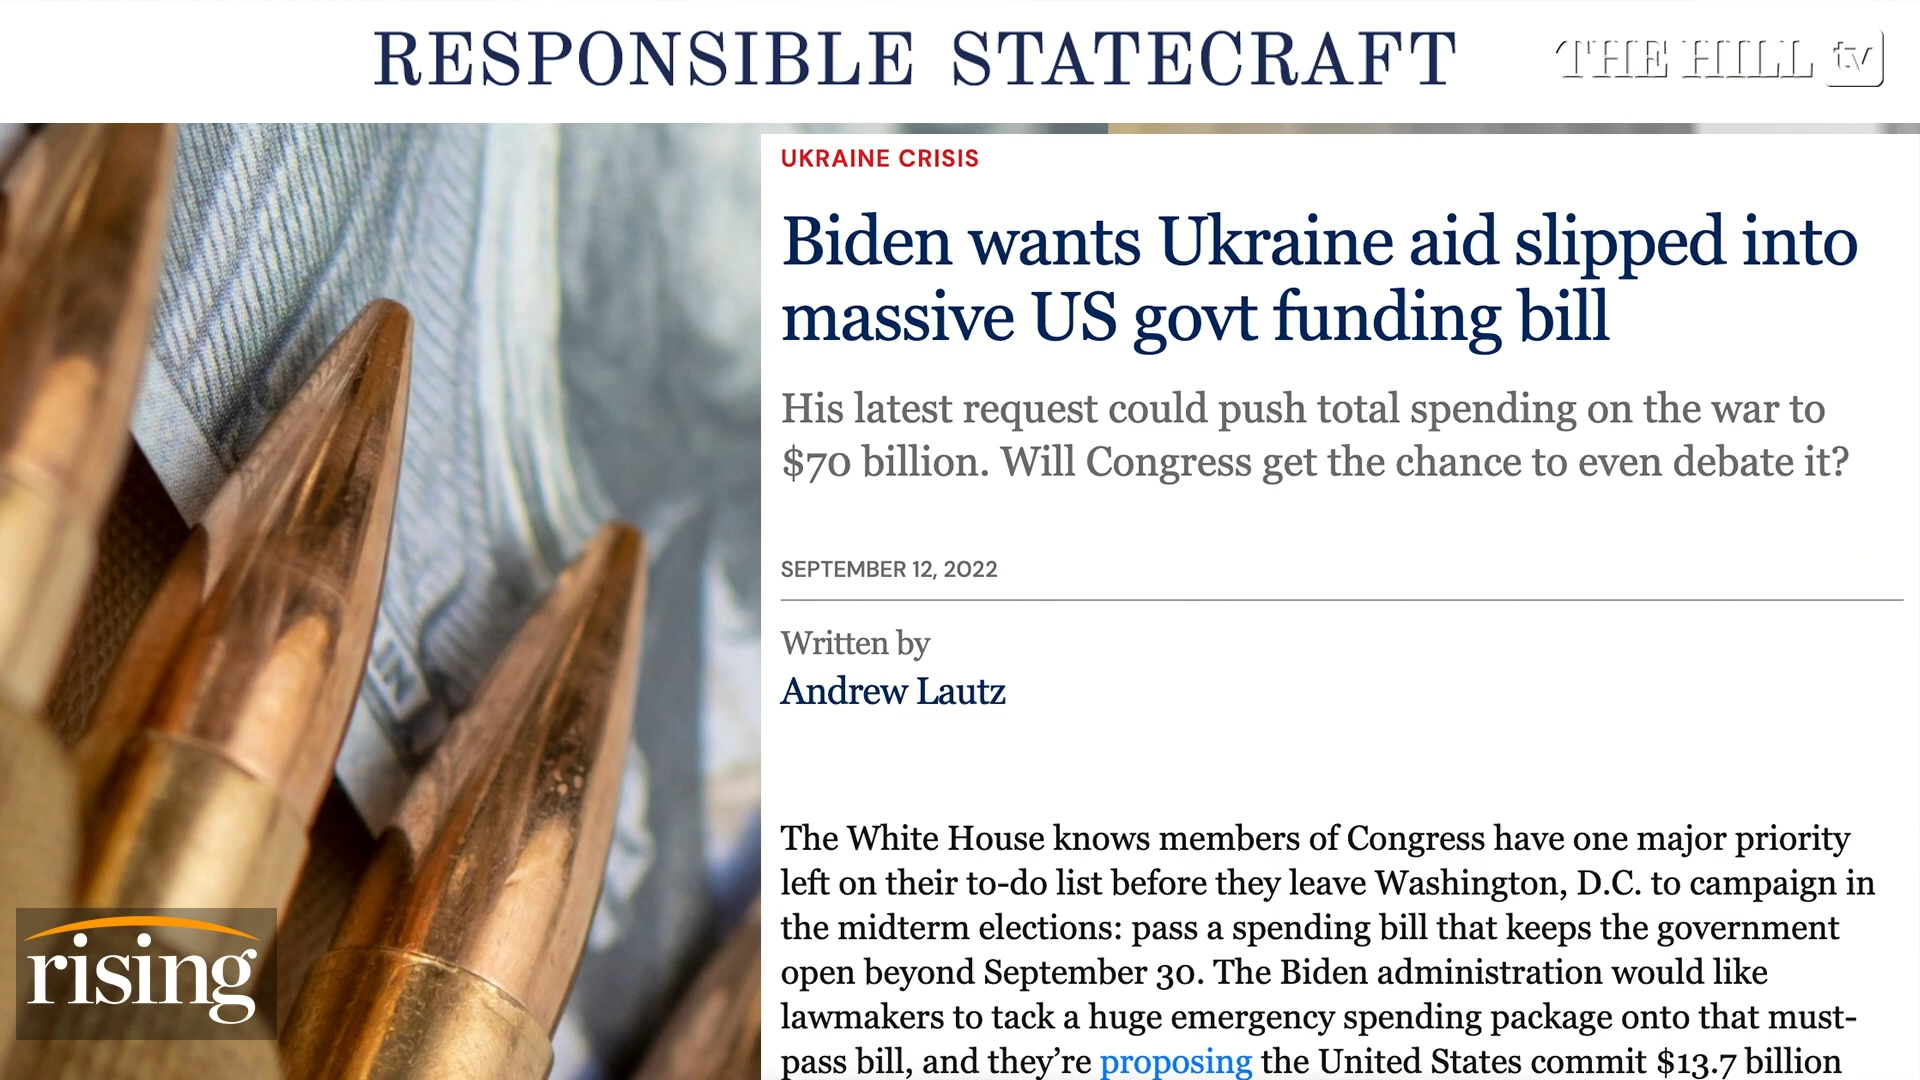 RESPONSIBLE STATECRAFT
THE HILL tv
UKRAINE CRISIS
Biden wants Ukraine aid slipped into
massive US govt funding bill
His latest request could push total spending on the war to
$70 billion. Will Congress get the chance to even debate it?
SEPTEMBER 12, 2022
Written by
Andrew Lautz
The White House knows members of Congress have one major priority
left on their to-do list before they leave Washington, D.C. to campaign in
the midterm elections: pass a spending bill that keeps the government
open beyond September 30. The Biden administration would like
lawmakers to tack a huge emergency spending package onto that must-
pass bill, and they’re proposing the United States commit $13.7 billion
IN
rising